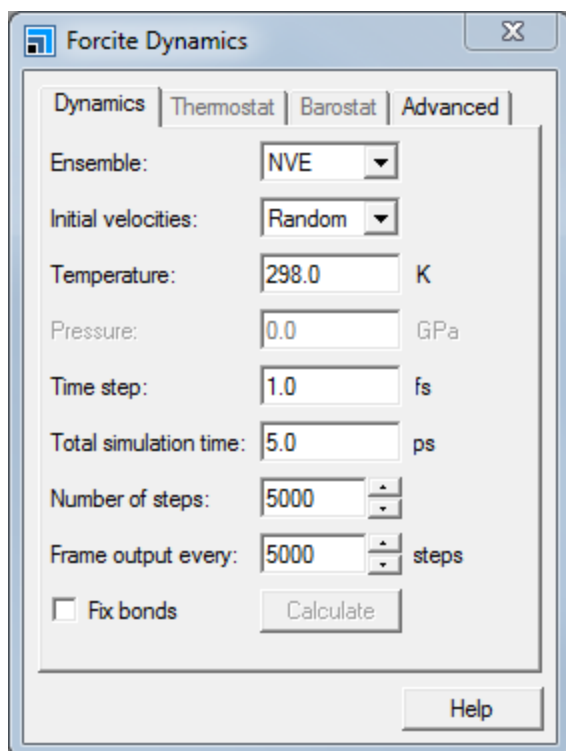 Forcite Dynamics
Dynamics Thermostat Barostat Advanced
Ensemble: NVE
Initial velocities: Random
Temperature: 298.0 K
Pressure: 0.0 GPa
Time step: 1.0 fs
Total simulation time: 5.0 ps
Number of steps: 5000
Frame output every: 5000 steps
Fix bonds Calculate
Help